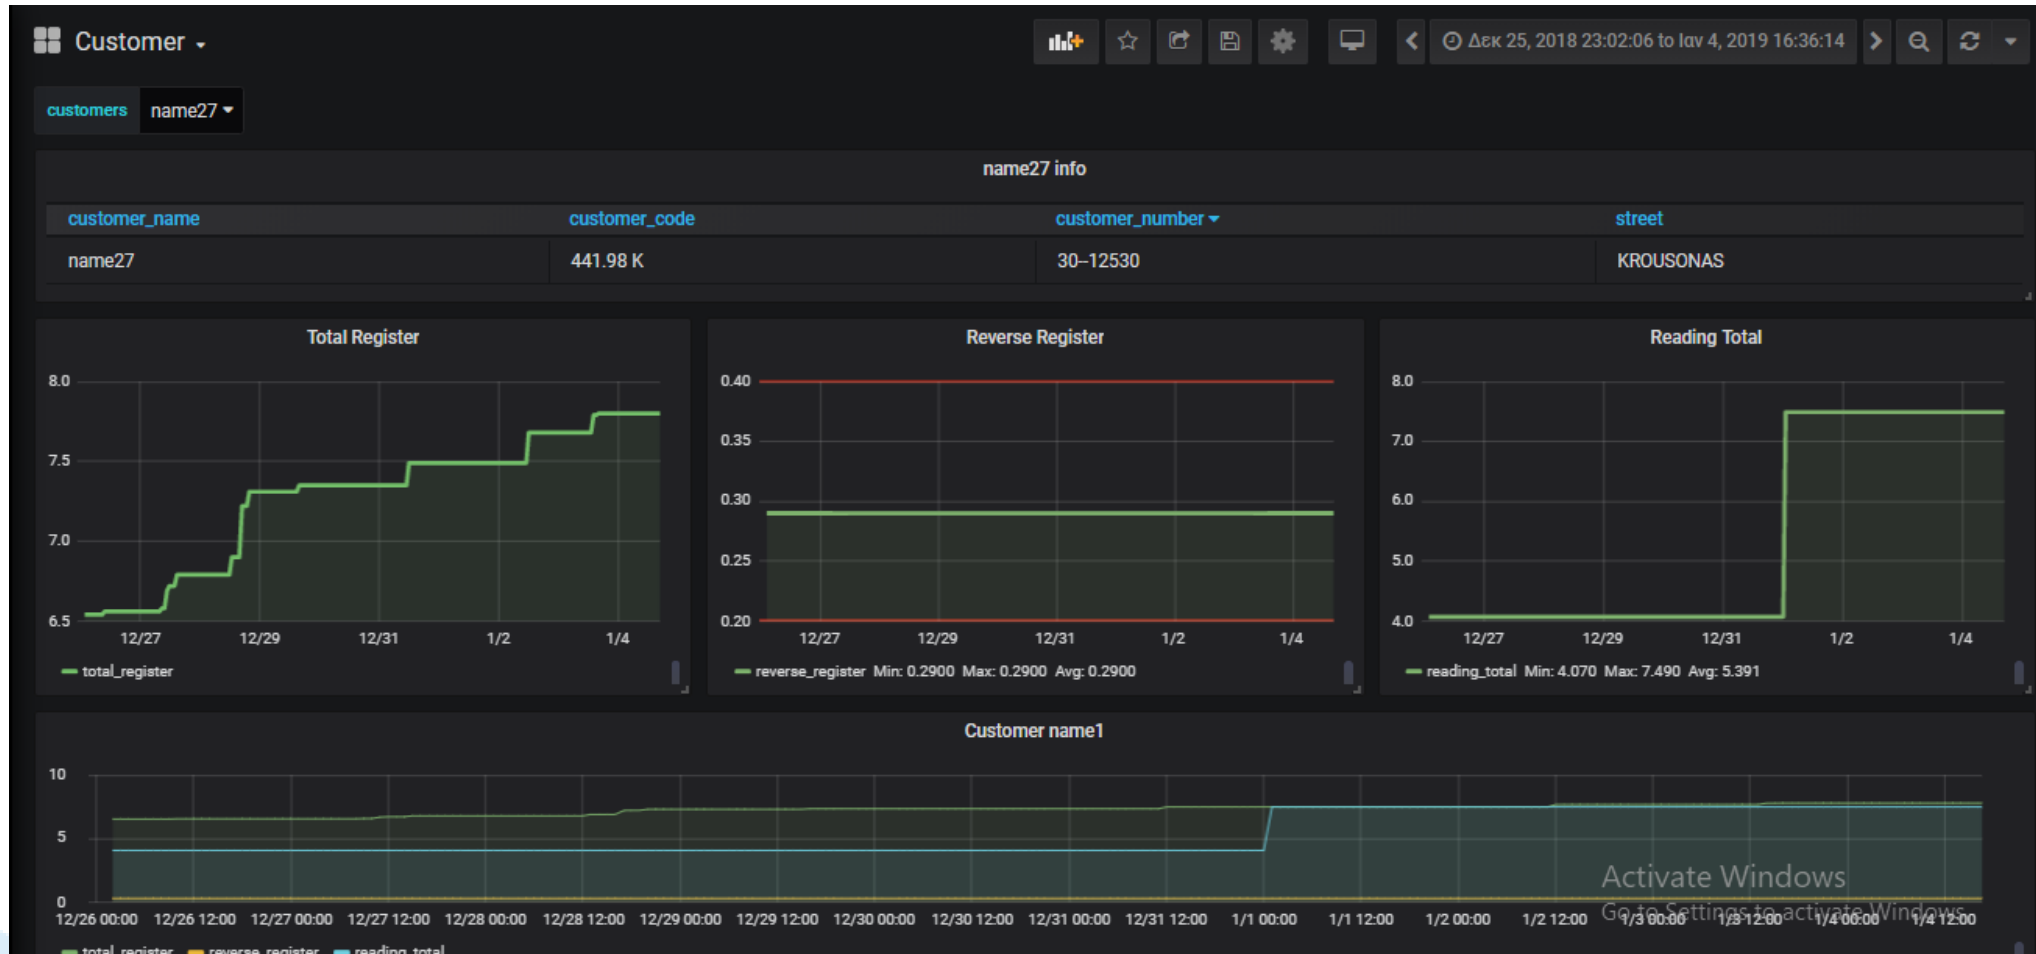 Customer
Δεκ 25, 2018 23:02:06 to Ιαν 4, 2019 16:36:14
customers name27
name27 info
customer_name customer_code customer_number street
name27 441.98 K 30--12530 KROUSONAS
Total Register
8.0
7.5
7.0
6.5
12/27 12/29 12/31 1/2 1/4
total_register
Reverse Register
0.40
0.35
0.30
0.25
0.20
12/27 12/29 12/31 1/2 1/4
reverse_register Min: 0.2900 Max: 0.2900 Avg: 0.2900
Reading Total
8.0
7.0
6.0
5.0
4.0
12/27 12/29 12/31 1/2 1/4
reading_total Min: 4.070 Max: 7.490 Avg: 5.391
Customer name1
10
5
0
12/26 00:00 12/26 12:00 12/27 00:00 12/27 12:00 12/28 00:00 12/28 12:00 12/29 00:00 12/29 12:00 12/30 00:00 12/30 12:00 12/31 00:00 12/31 12:00 1/1 00:00 1/1 12:00 1/2 00:00 1/2 12:00 1/3 00:00 1/3 12:00 1/4 00:00 1/4 12:00
Activate Windows
Go to Settings to activate Windows.
total_register reverse_register reading_total